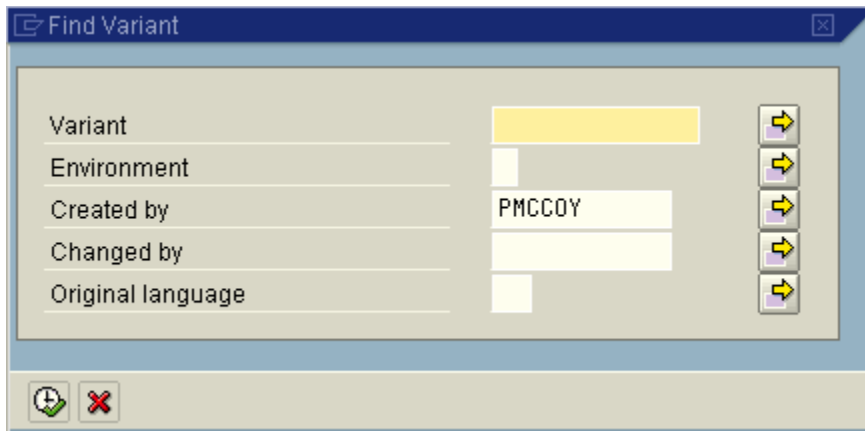 Find Variant
Variant
Environment
Created by PMCCOY
Changed by
Original language